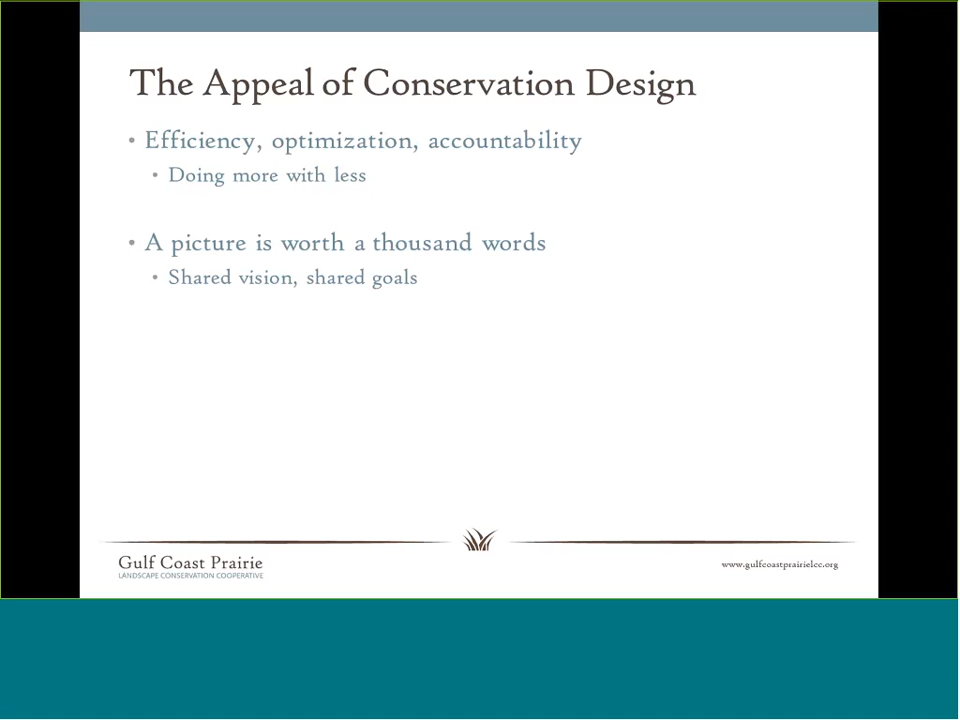 The Appeal of Conservation Design
• Efficiency, optimization, accountability
• Doing more with less
• A picture is worth a thousand words
• Shared vision, shared goals
Gulf Coast Prairie
LANDSCAPE CONSERVATION COOPERATIVE
www.gulfcoastprairielcc.org